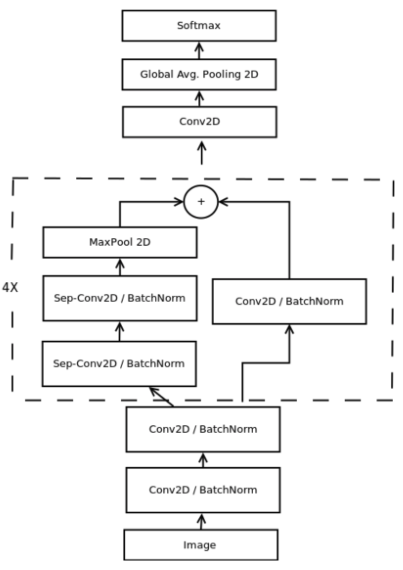 Softmax
Global Avg. Pooling 2D
Conv2D
+
MaxPool 2D
4X
Sep-Conv2D / BatchNorm
Conv2D / BatchNorm
Sep-Conv2D / BatchNorm
Conv2D / BatchNorm
Conv2D / BatchNorm
Image